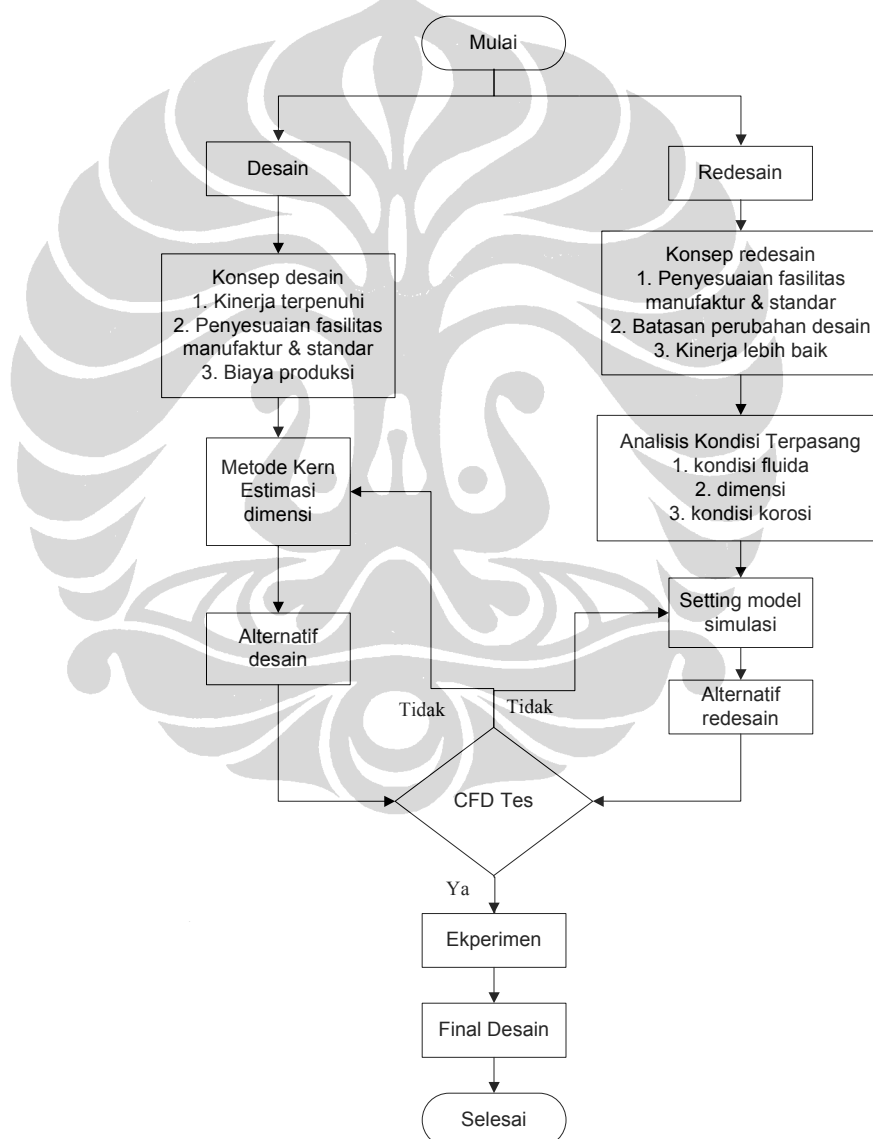 Mulai
Desain
Redesain
Konsep desain
1. Kinerja terpenuhi
2. Penyesuaian fasilitas
manufaktur & standar
3. Biaya produksi
Konsep redesain
1. Penyesuaian fasilitas
manufaktur & standar
2. Batasan perubahan desain
3. Kinerja lebih baik
Metode Kern
Estimasi
dimensi
Analisis Kondisi Terpasang
1. kondisi fluida
2. dimensi
3. kondisi korosi
Alternatif
desain
Setting model
simulasi
Alternatif
redesain
Tidak
Tidak
CFD Tes
Ya
Ekperimen
Final Desain
Selesai